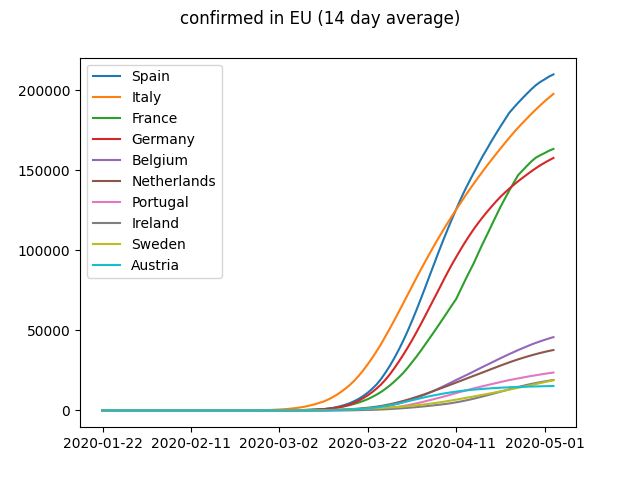 confirmed in EU (14 day average)
Spain
Italy
France
Germany
Belgium
Netherlands
Portugal
Ireland
Sweden
Austria
200000
150000
100000
50000
0
2020-01-22 2020-02-11 2020-03-02 2020-03-22 2020-04-11 2020-05-01